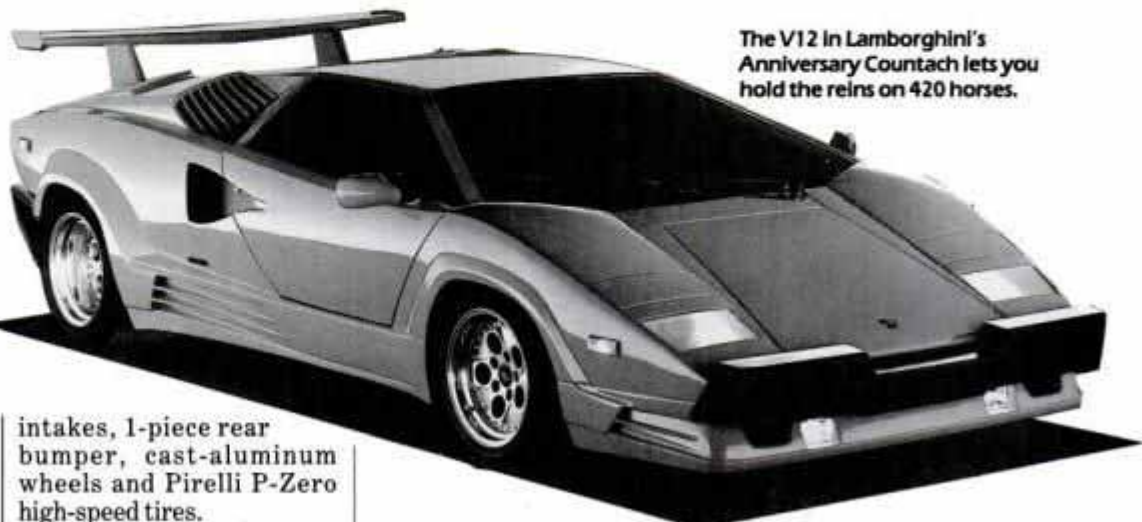 The V12 in Lamborghini's
Anniversary Countach lets you
hold the reins on 420 horses.
intakes, 1-piece rear
bumper, cast-aluminum
wheels and Pirelli P-Zero
high-speed tires.